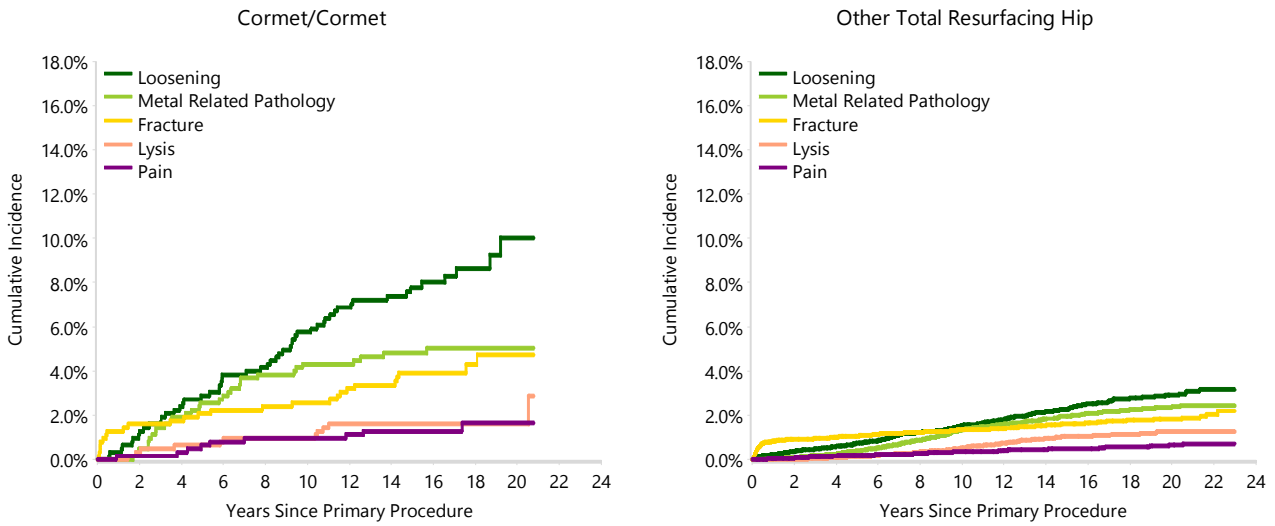 Cormet/Cormet
18.0%
16.0%
14.0%
12.0%
10.0%
8.0%
6.0%
4.0%
2.0%
0.0%
Cumulative Incidence
Loosening
Metal Related Pathology
Fracture
Lysis
Pain
0 2 4 6 8 10 12 14 16 18 20 22 24
Years Since Primary Procedure
Other Total Resurfacing Hip
18.0%
16.0%
14.0%
12.0%
10.0%
8.0%
6.0%
4.0%
2.0%
0.0%
Cumulative Incidence
Loosening
Metal Related Pathology
Fracture
Lysis
Pain
0 2 4 6 8 10 12 14 16 18 20 22 24
Years Since Primary Procedure